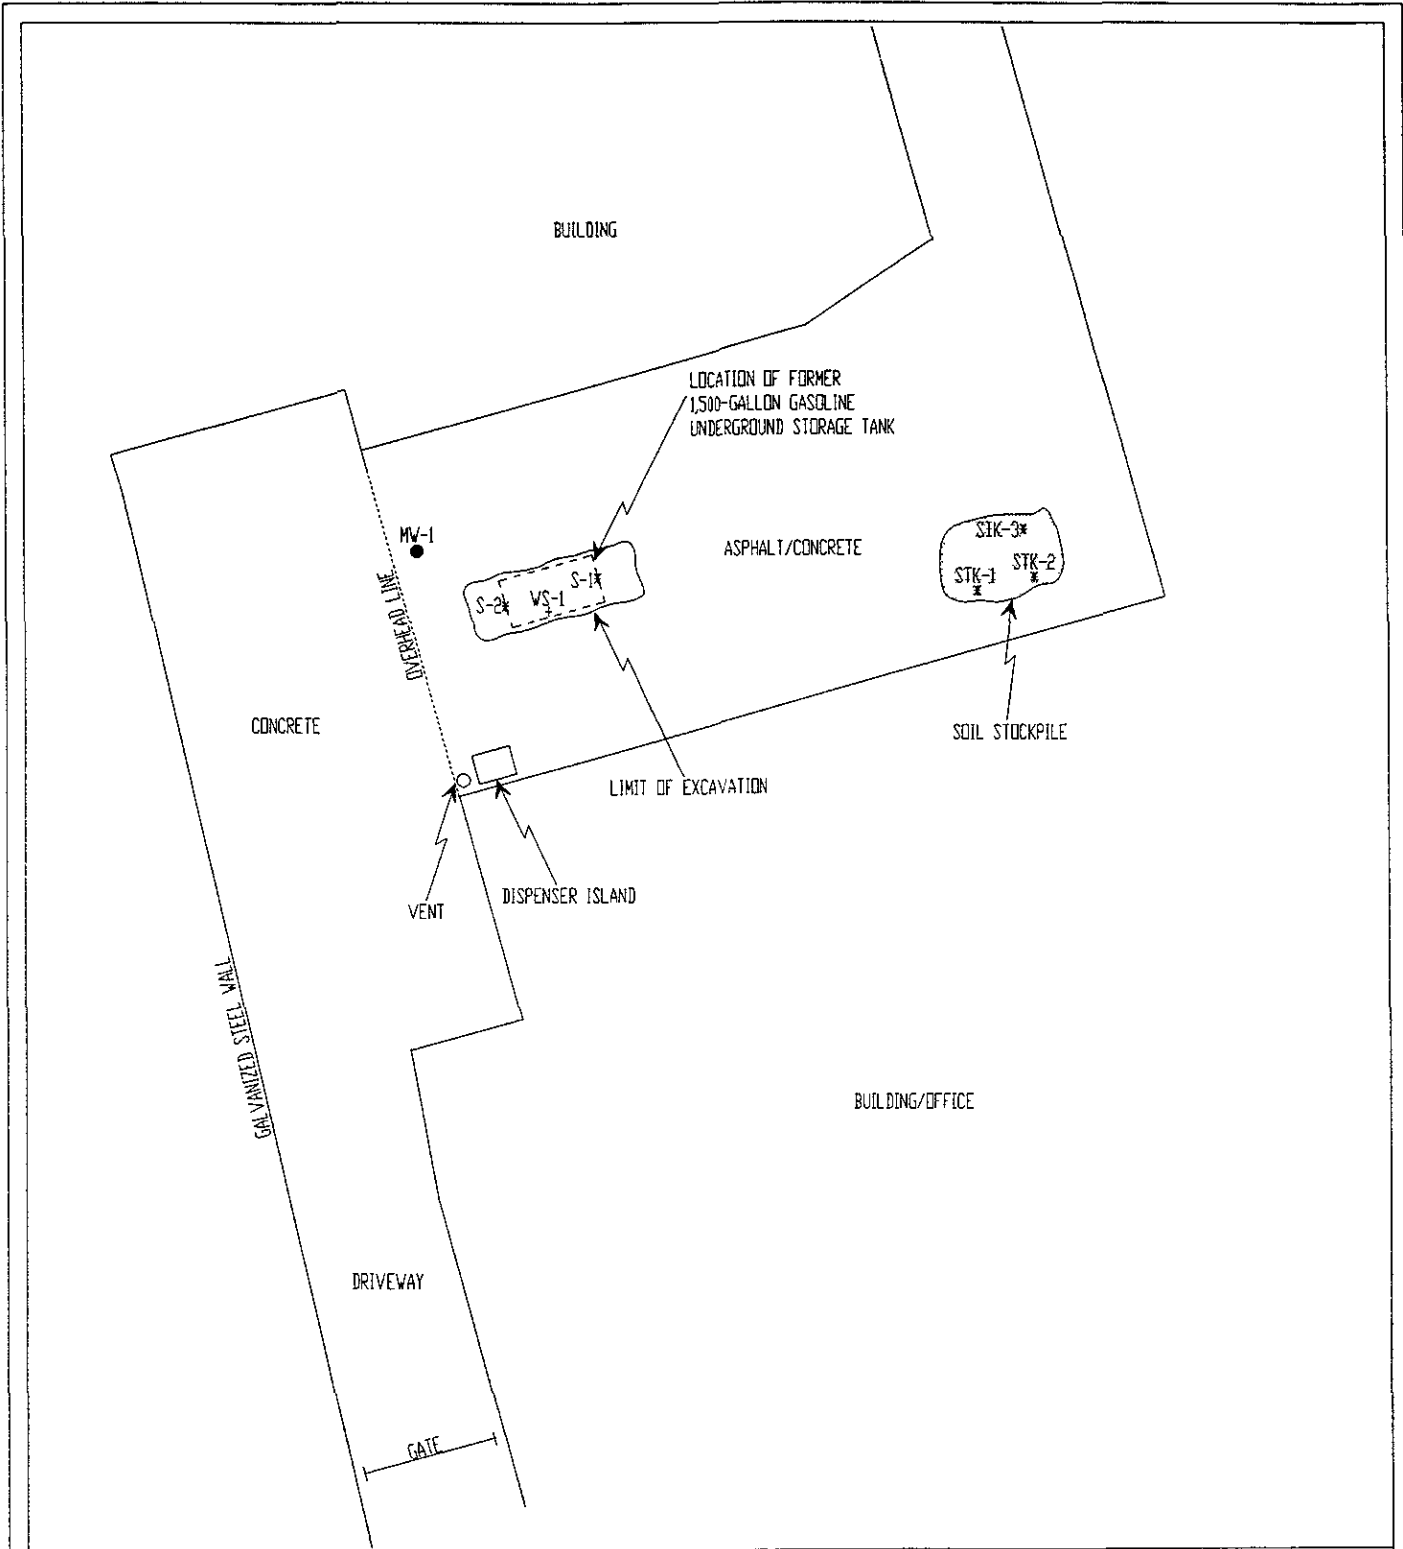 BUILDING
LOCATION OF FORMER
1,500-GALLON GASOLINE
UNDERGROUND STORAGE TANK
MW-1
ASPHALT/CONCRETE
STK-3
STK-1
STK-2
S-1
S-2
WS-1
OVERHEAD LINE
CONCRETE
SOIL STOCKPILE
LIMIT OF EXCAVATION
DISPENSER ISLAND
VENT
GALVANIZED STEEL WALL
BUILDING/OFFICE
DRIVEWAY
GATE